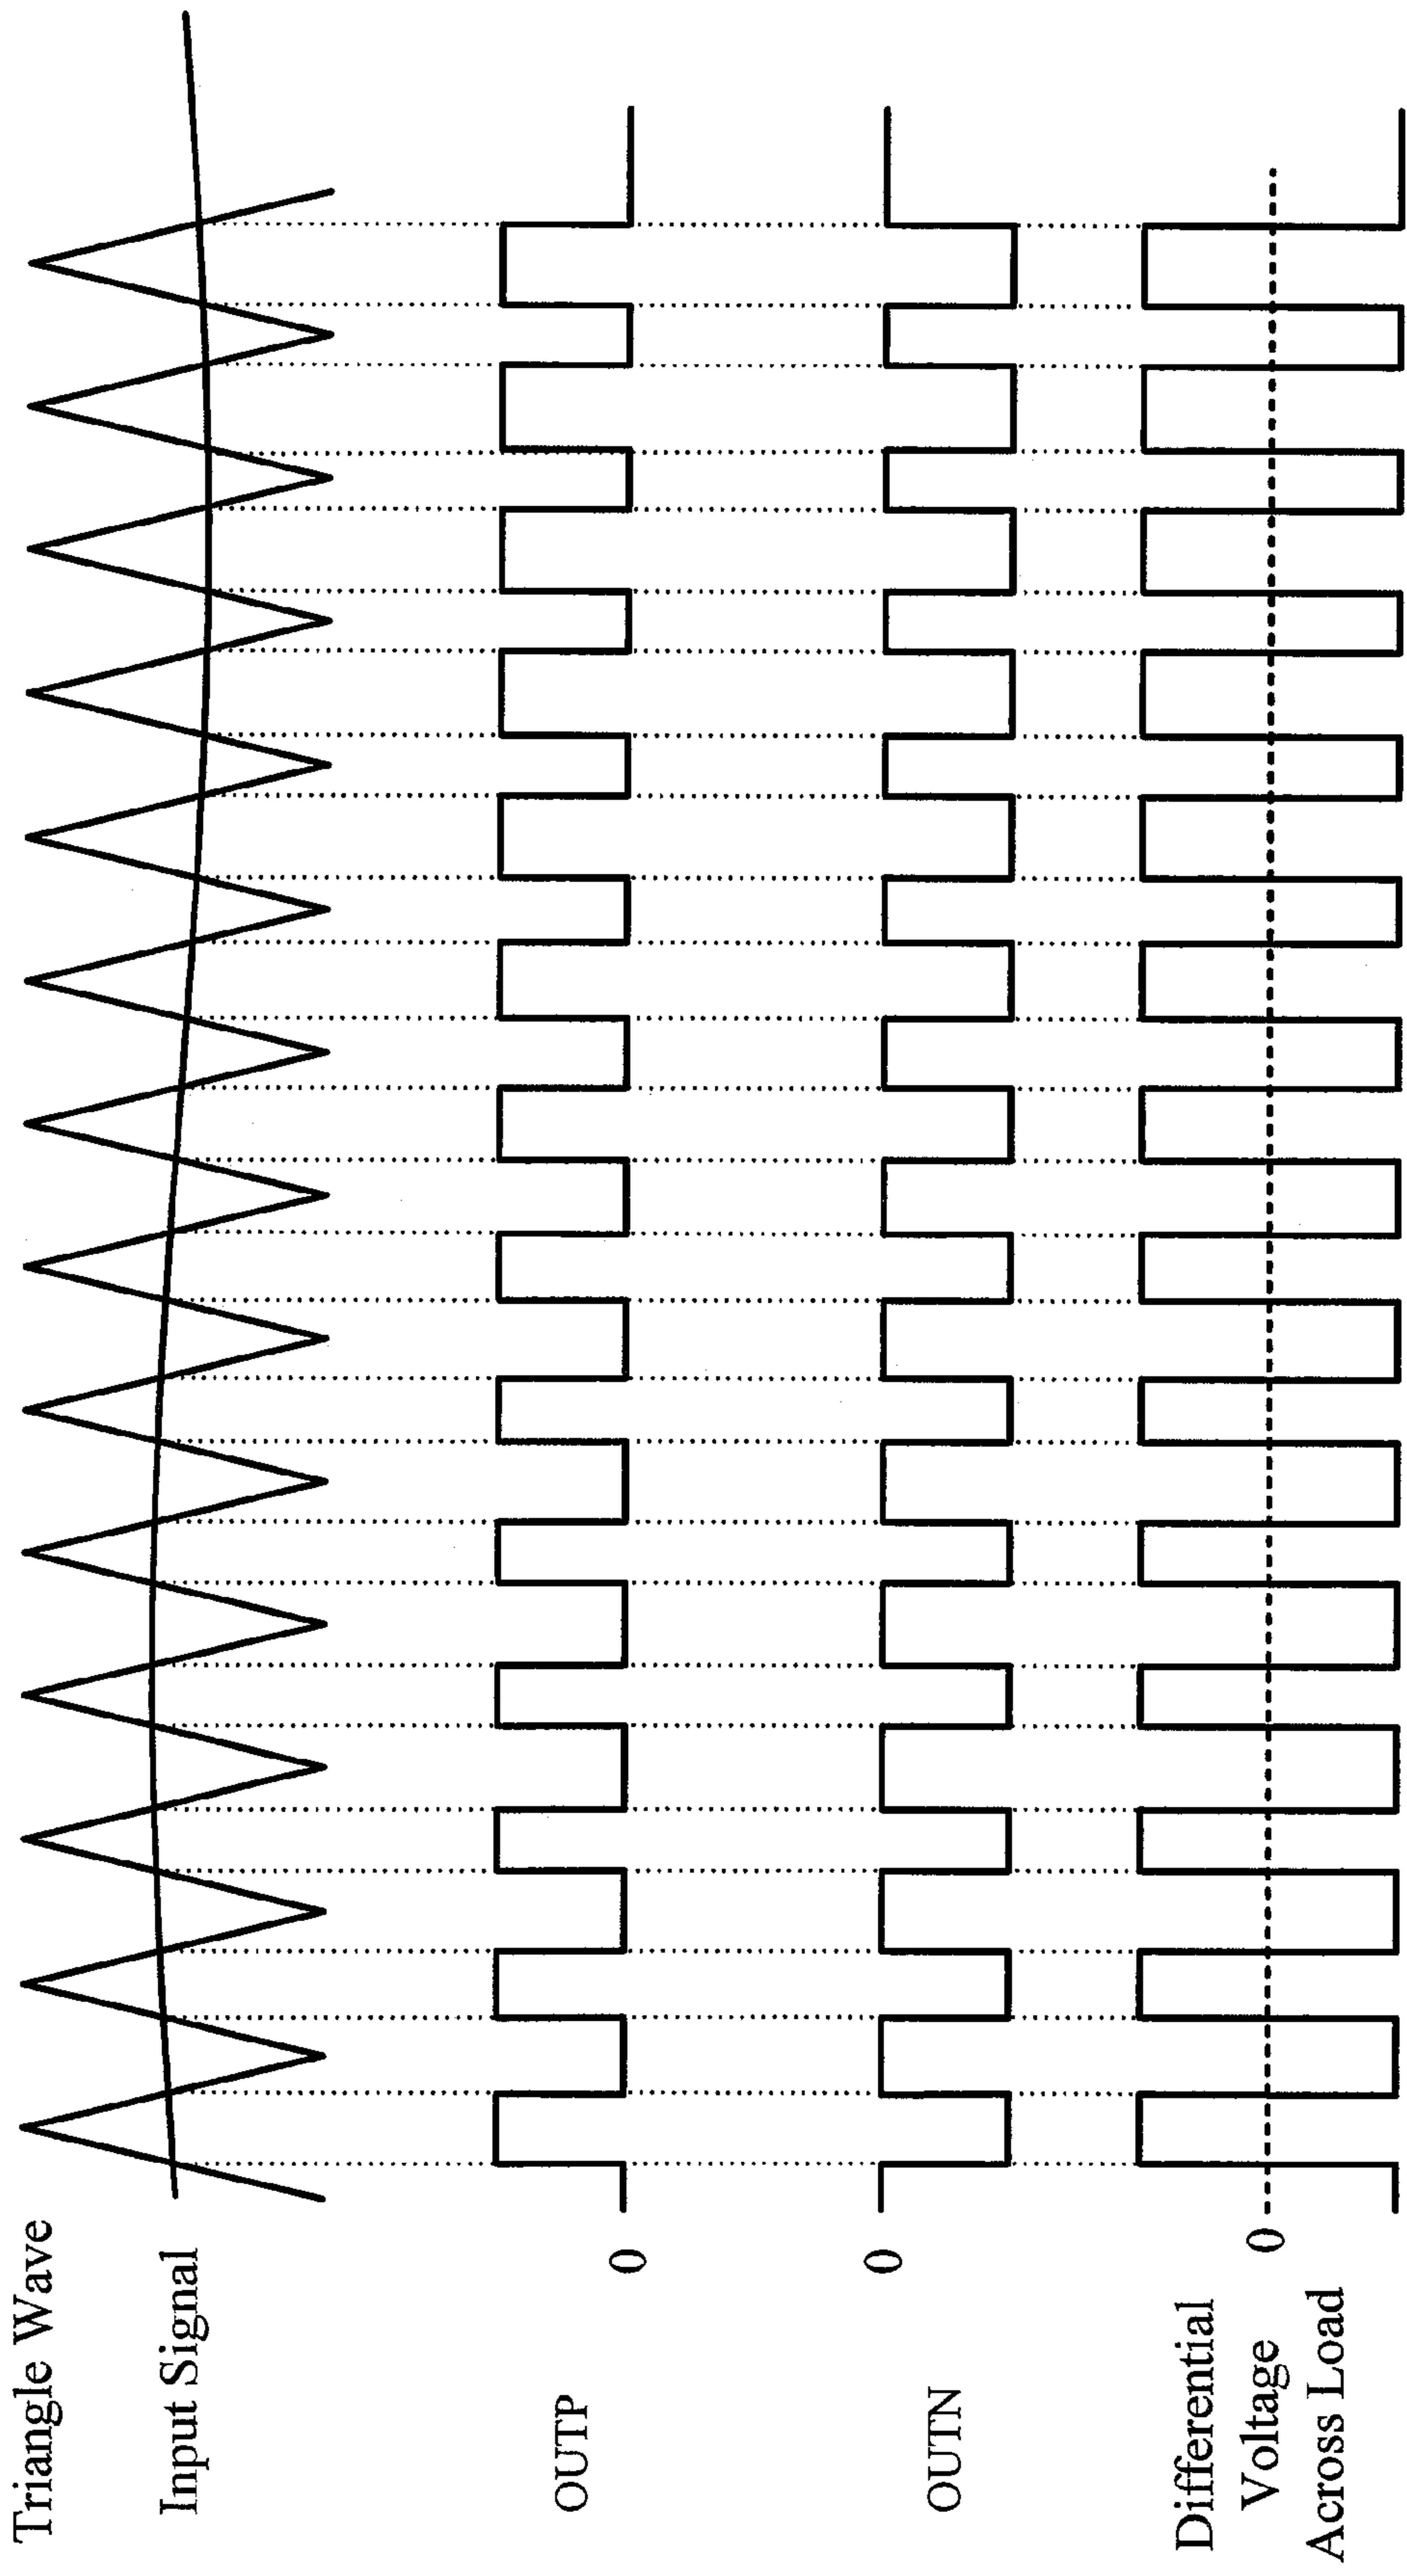 Triangle Wave
Input Signal
OUTP
0
OUTN
0
Differential
Voltage
Across Load
0